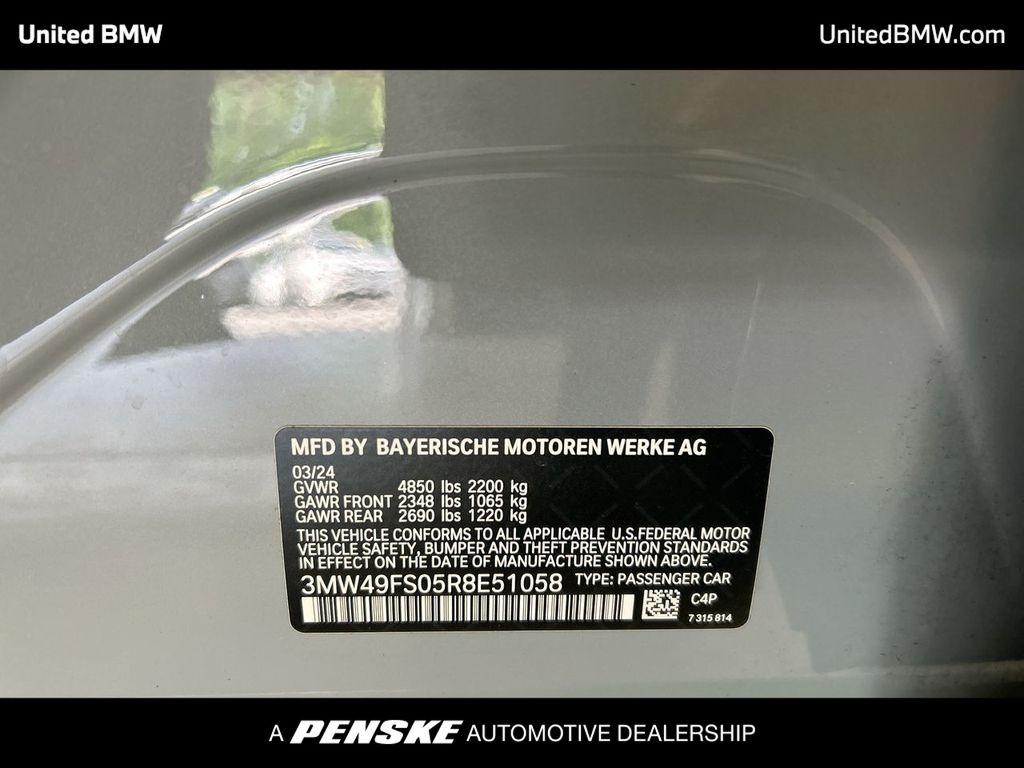 United BMW
UnitedBMW.com
MFD BY BAYERISCHE MOTOREN WERKE AG
03/24
GVWR 4850 lbs 2200 kg
GAWR FRONT 2348 lbs 1065 kg
GAWR REAR 2690 lbs 1220 kg
THIS VEHICLE CONFORMS TO ALL APPLICABLE U.S.FEDERAL MOTOR
VEHICLE SAFETY, BUMPER AND THEFT PREVENTION STANDARDS
IN EFFECT ON THE DATE OF MANUFACTURE SHOWN ABOVE.
3MW49FS05R8E51058 TYPE: PASSENGER CAR
C4P
7 315 814
A PENSKE AUTOMOTIVE DEALERSHIP